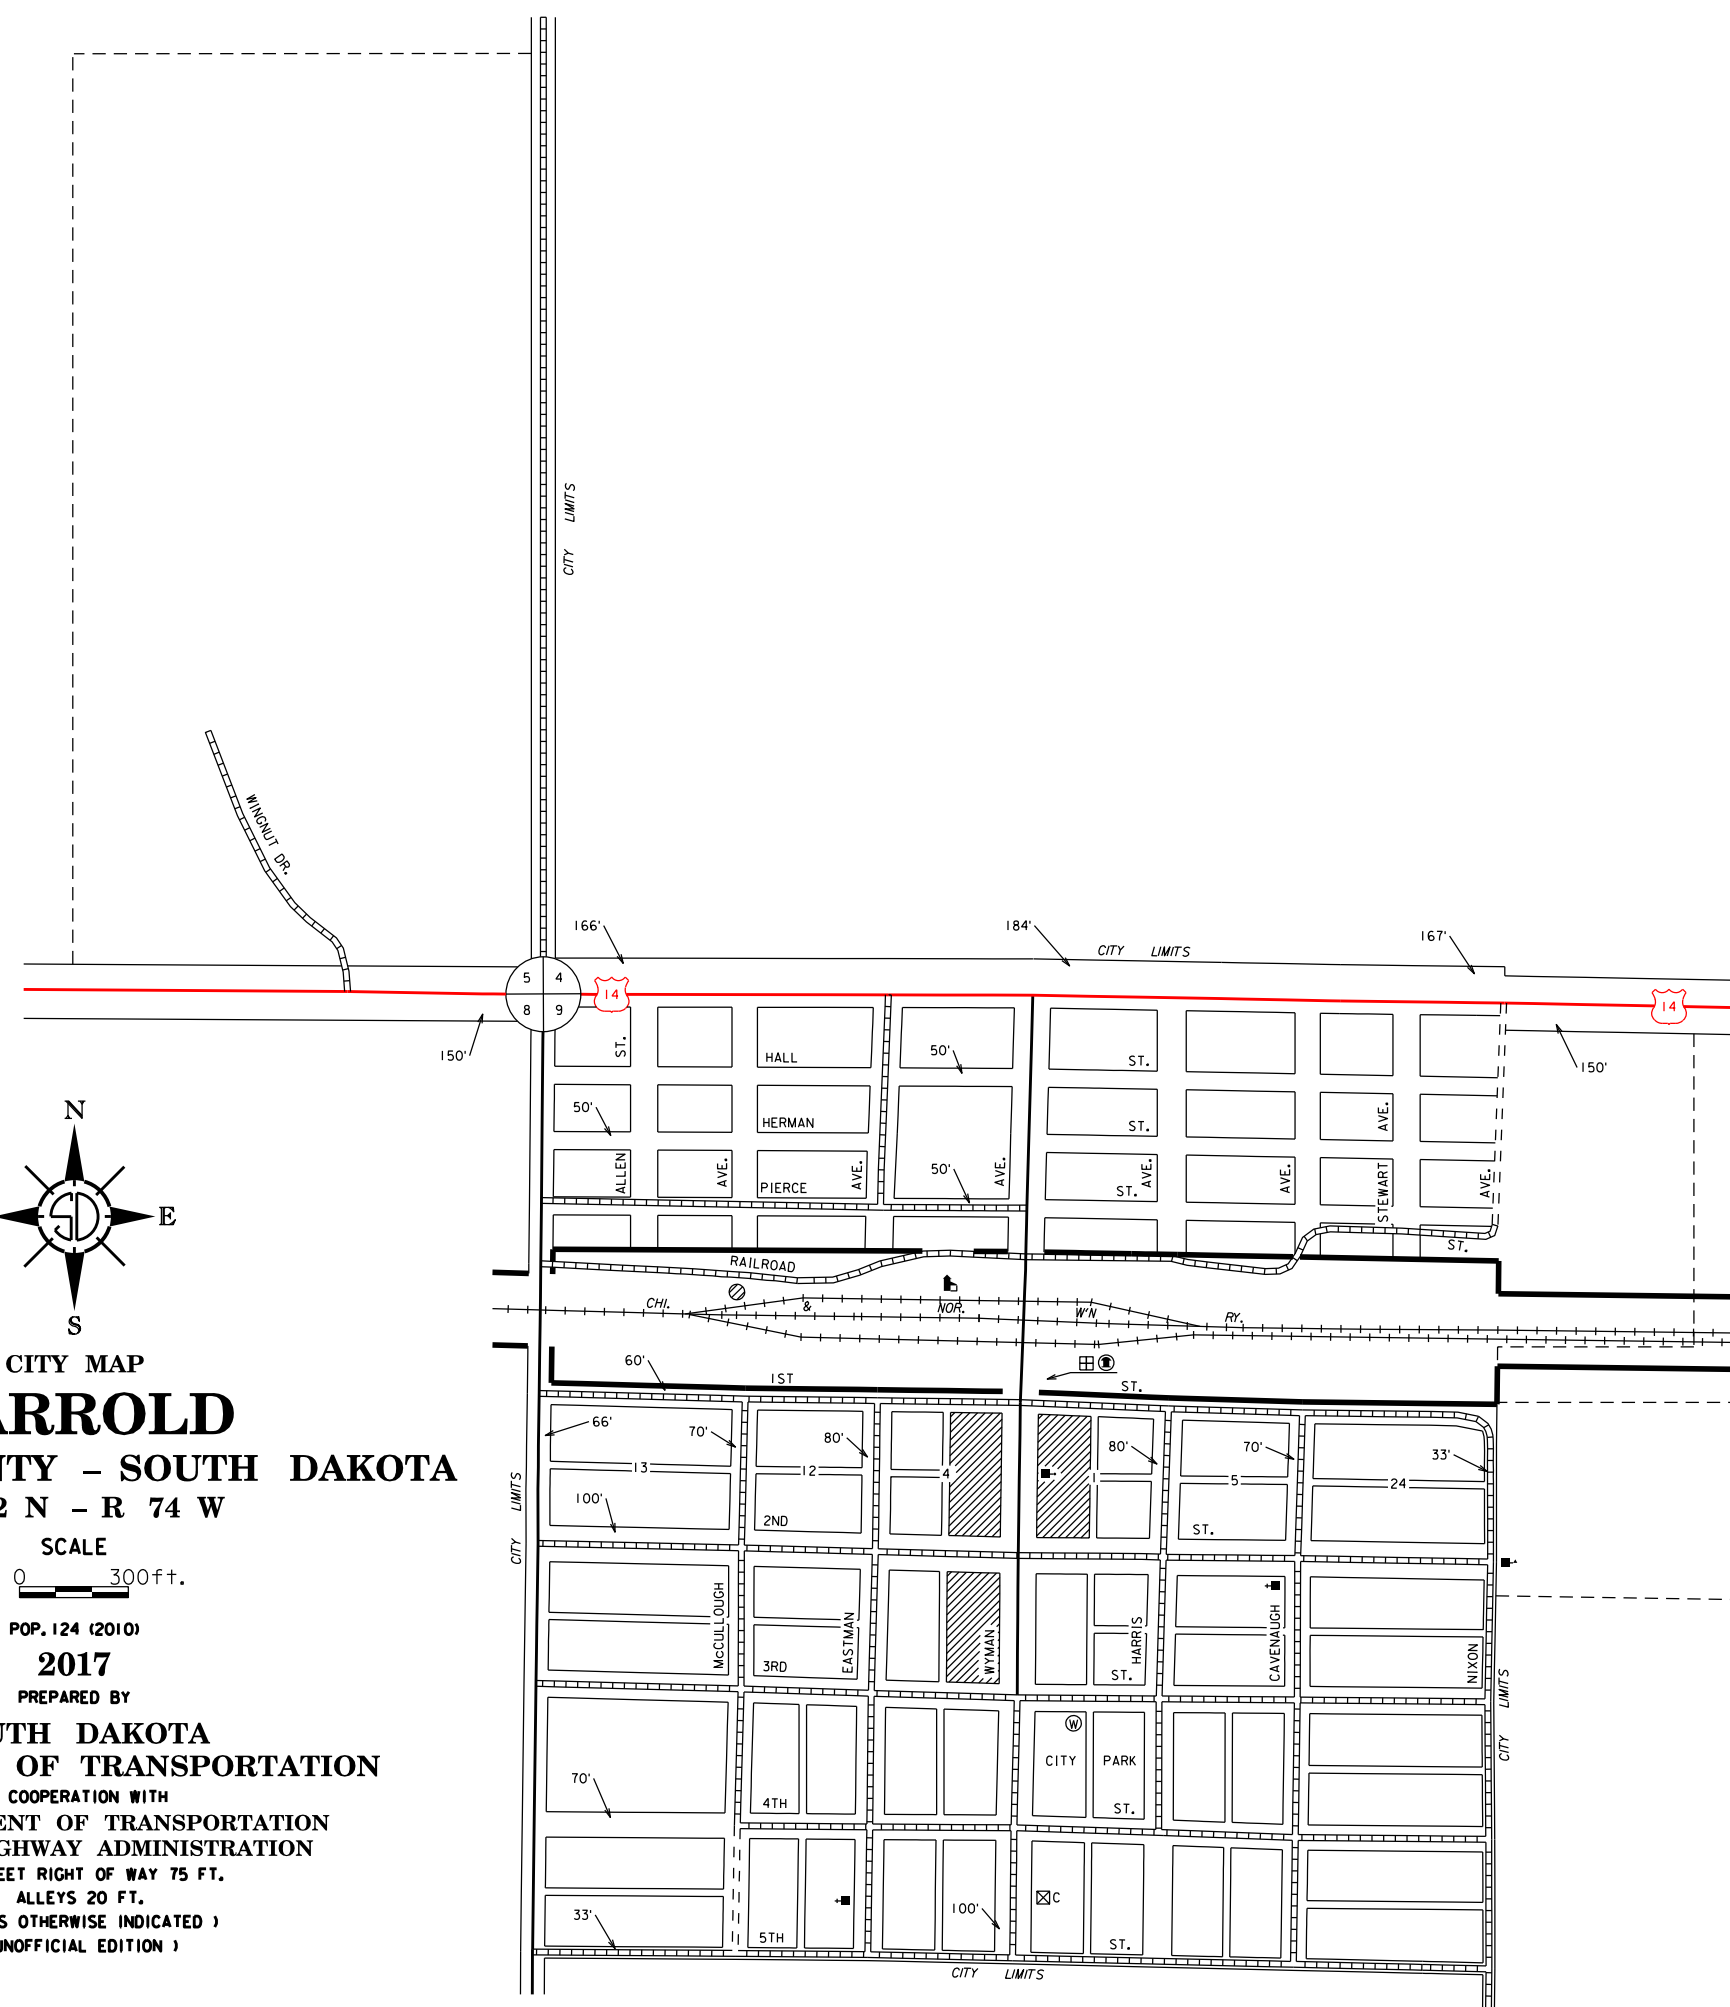 CITY LIMITS
WINGNUT DR.
166'
184'
CITY LIMITS
167'
5 4
8 9
14
14
150'
150'
ST.
HALL
50'
ST.
50'
HERMAN
ST.
AVE.
ALLEN
AVE.
PIERCE
AVE.
50'
AVE.
ST.
AVE.
AVE.
STEWART
AVE.
RAILROAD
ST.
CHI. & NOR. W'N RY.
N
E
S
60'
1ST
ST.
CITY MAP
ARROLD
NTY – SOUTH DAKOTA
2 N – R 74 W
SCALE
0 300ft.
POP. 124 (2010)
2017
PREPARED BY
UTH DAKOTA
OF TRANSPORTATION
COOPERATION WITH
ENT OF TRANSPORTATION
GHWAY ADMINISTRATION
EET RIGHT OF WAY 75 FT.
ALLEYS 20 FT.
S OTHERWISE INDICATED )
UNOFFICIAL EDITION )
66'
70'
80'
80'
70'
33'
13
12
4
1
5
24
100'
2ND
ST.
CITY LIMITS
McCULLOUGH
EASTMAN
WYMAN
HARRIS
CAVENAUGH
NIXON
3RD
ST.
W
CITY PARK
CITY LIMITS
70'
4TH
ST.
C
33'
100'
5TH
ST.
CITY LIMITS